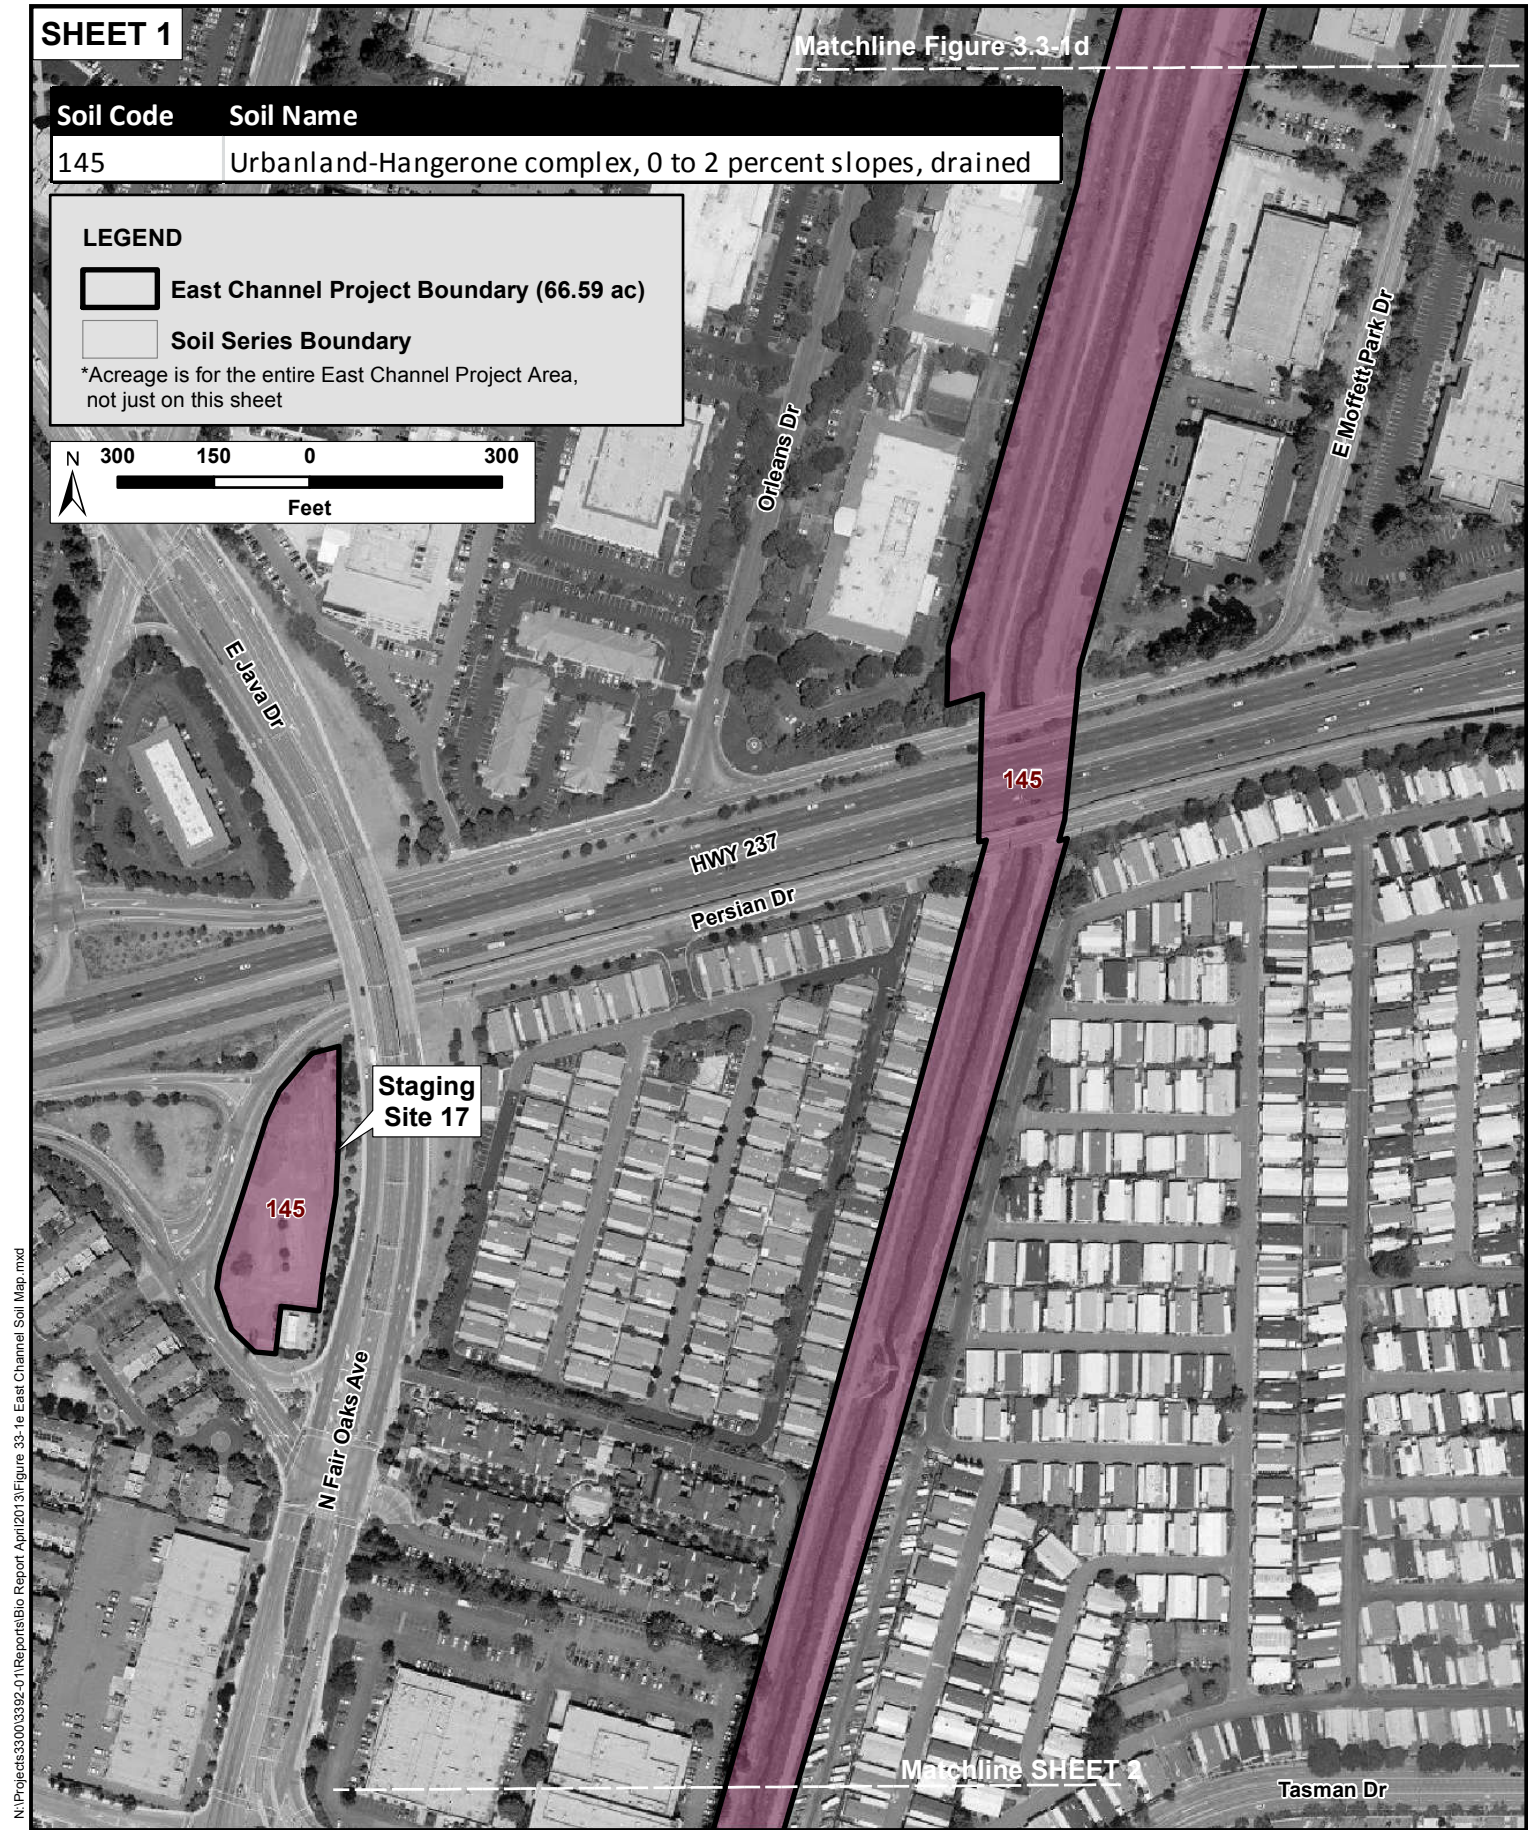 SHEET 1
Matchline Figure 3.3-1d
Soil Code Soil Name
145 Urbanland-Hangerone complex, 0 to 2 percent slopes, drained
LEGEND
East Channel Project Boundary (66.59 ac)
Soil Series Boundary
*Acreage is for the entire East Channel Project Area,
not just on this sheet
N 300 150 0 300
Feet
Orleans Dr
E Moffett Park Dr
E Java Dr
145
HWY 237
Persian Dr
Staging
Site 17
145
N Fair Oaks Ave
Matchline SHEET 2
Tasman Dr
N:\Projects3300\3392-01\Reports\Bio Report April2013\Figure 33-1e East Channel Soil Map.mxd